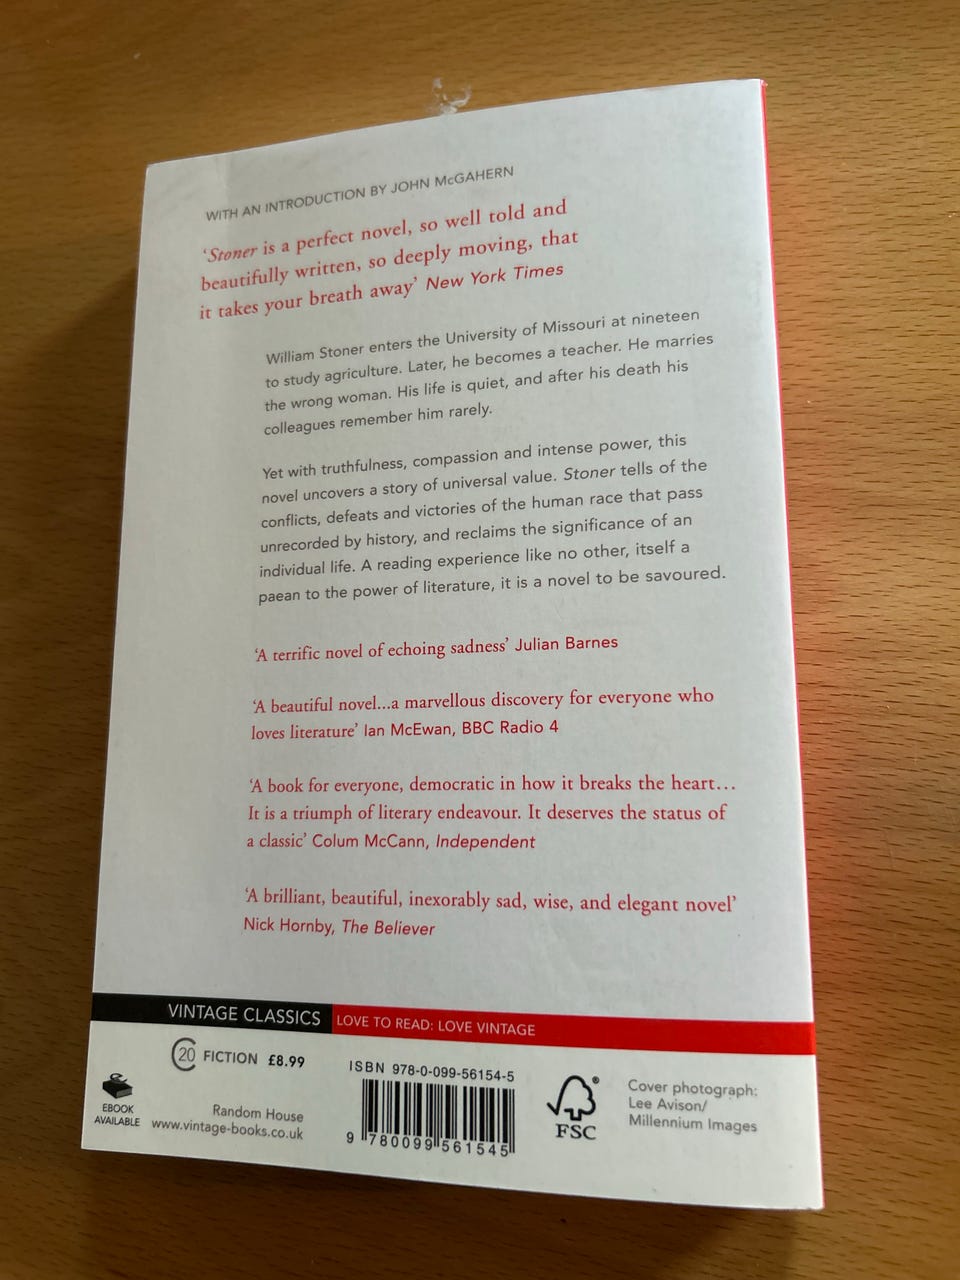 WITH AN INTRODUCTION BY JOHN McGAHERN
‘Stoner is a perfect novel, so well told and
beautifully written, so deeply moving, that
it takes your breath away’ New York Times
William Stoner enters the University of Missouri at nineteen
to study agriculture. Later, he becomes a teacher. He marries
the wrong woman. His life is quiet, and after his death his
colleagues remember him rarely.
Yet with truthfulness, compassion and intense power, this
novel uncovers a story of universal value. Stoner tells of the
conflicts, defeats and victories of the human race that pass
unrecorded by history, and reclaims the significance of an
individual life. A reading experience like no other, itself a
paean to the power of literature, it is a novel to be savoured.
‘A terrific novel of echoing sadness’ Julian Barnes
‘A beautiful novel...a marvellous discovery for everyone who
loves literature’ Ian McEwan, BBC Radio 4
‘A book for everyone, democratic in how it breaks the heart...
It is a triumph of literary endeavour. It deserves the status of
a classic’ Colum McCann, Independent
‘A brilliant, beautiful, inexorably sad, wise, and elegant novel’
Nick Hornby, The Believer
VINTAGE CLASSICS LOVE TO READ: LOVE VINTAGE
C20 FICTION £8.99
EBOOK
AVAILABLE
Random House
www.vintage-books.co.uk
ISBN 978-0-099-56154-5
9 780099 561545
®
FSC
Cover photograph:
Lee Avison/
Millennium Images